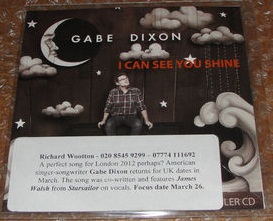 GABE DIXON
I CAN SEE YOU SHINE
Richard Wootton - 020 8545 9299 - 07774 111692
A perfect song for London 2012 perhaps? American
singer-songwriter Gabe Dixon returns for UK dates in
March. The song was co-written and features James
Walsh from Starsailor on vocals. Focus date March 26.
LER CD